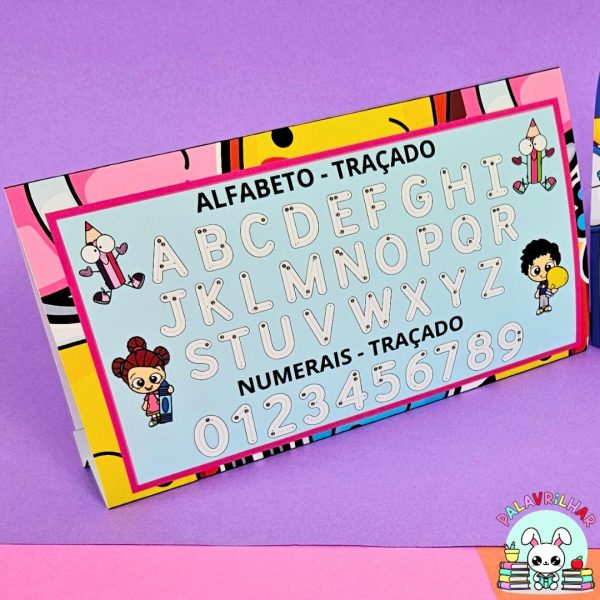 ALFABETO - TRAÇADO
ABCDEFGHI
JKLMNOPQR
STUVWXYZ
NUMERAIS - TRAÇADO
0123456789
PALAVRILHAR